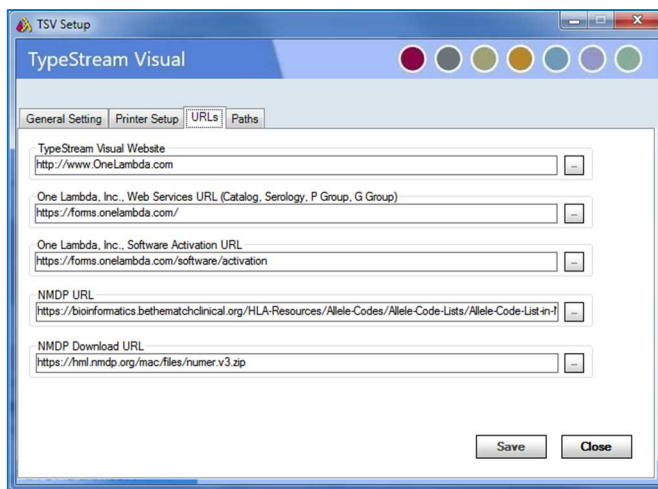 TSV Setup
TypeStream Visual
General Setting Printer Setup URLs Paths
TypeStream Visual Website
http://www.OneLambda.com
...
One Lambda, Inc., Web Services URL (Catalog, Serology, P Group, G Group)
https://forms.onelambda.com/
...
One Lambda, Inc., Software Activation URL
https://forms.onelambda.com/software/activation
...
NMDP URL
https://bioinformatics.bethematchclinical.org/HLA-Resources/Allele-Codes/Allele-Code-Lists/Allele-Code-List-in-
...
NMDP Download URL
https://hml.nmdp.org/mac/files/numer.v3.zip
...
Save Close